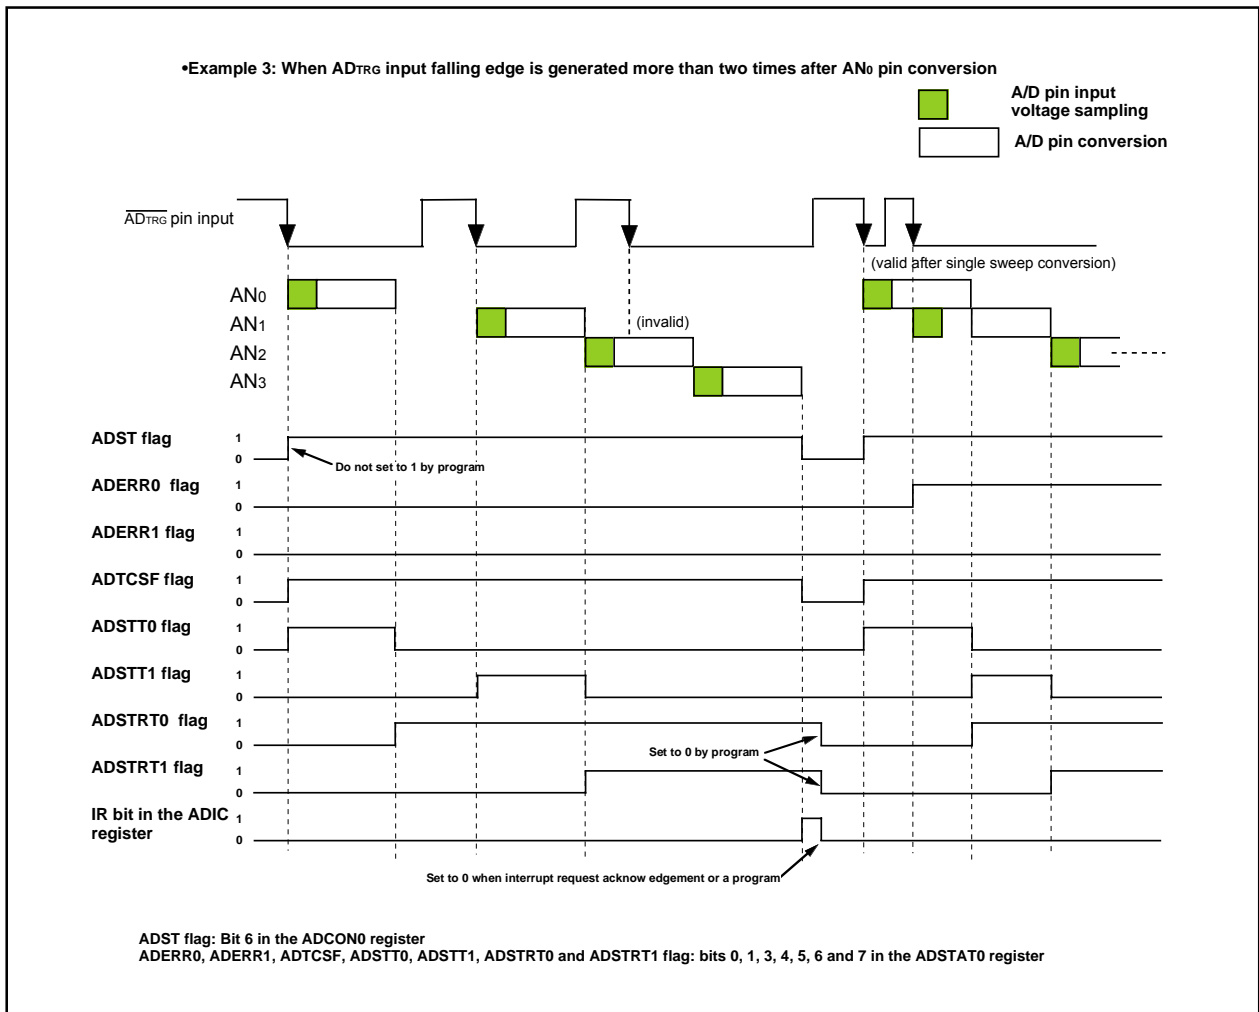 •Example 3: When ADTRG input falling edge is generated more than two times after AN0 pin conversion
A/D pin input
voltage sampling
A/D pin conversion
ADTRG pin input
(valid after single sweep conversion)
AN0
AN1
(invalid)
AN2
AN3
ADST flag
1
0
Do not set to 1 by program
ADERR0 flag
1
0
ADERR1 flag
1
0
ADTCSF flag
1
0
ADSTT0 flag
1
0
ADSTT1 flag
1
0
ADSTRT0 flag
1
0
Set to 0 by program
ADSTRT1 flag
1
0
IR bit in the ADIC
register
1
0
Set to 0 when interrupt request acknow edgement or a program
ADST flag: Bit 6 in the ADCON0 register
ADERR0, ADERR1, ADTCSF, ADSTT0, ADSTT1, ADSTRT0 and ADSTRT1 flag: bits 0, 1, 3, 4, 5, 6 and 7 in the ADSTAT0 register